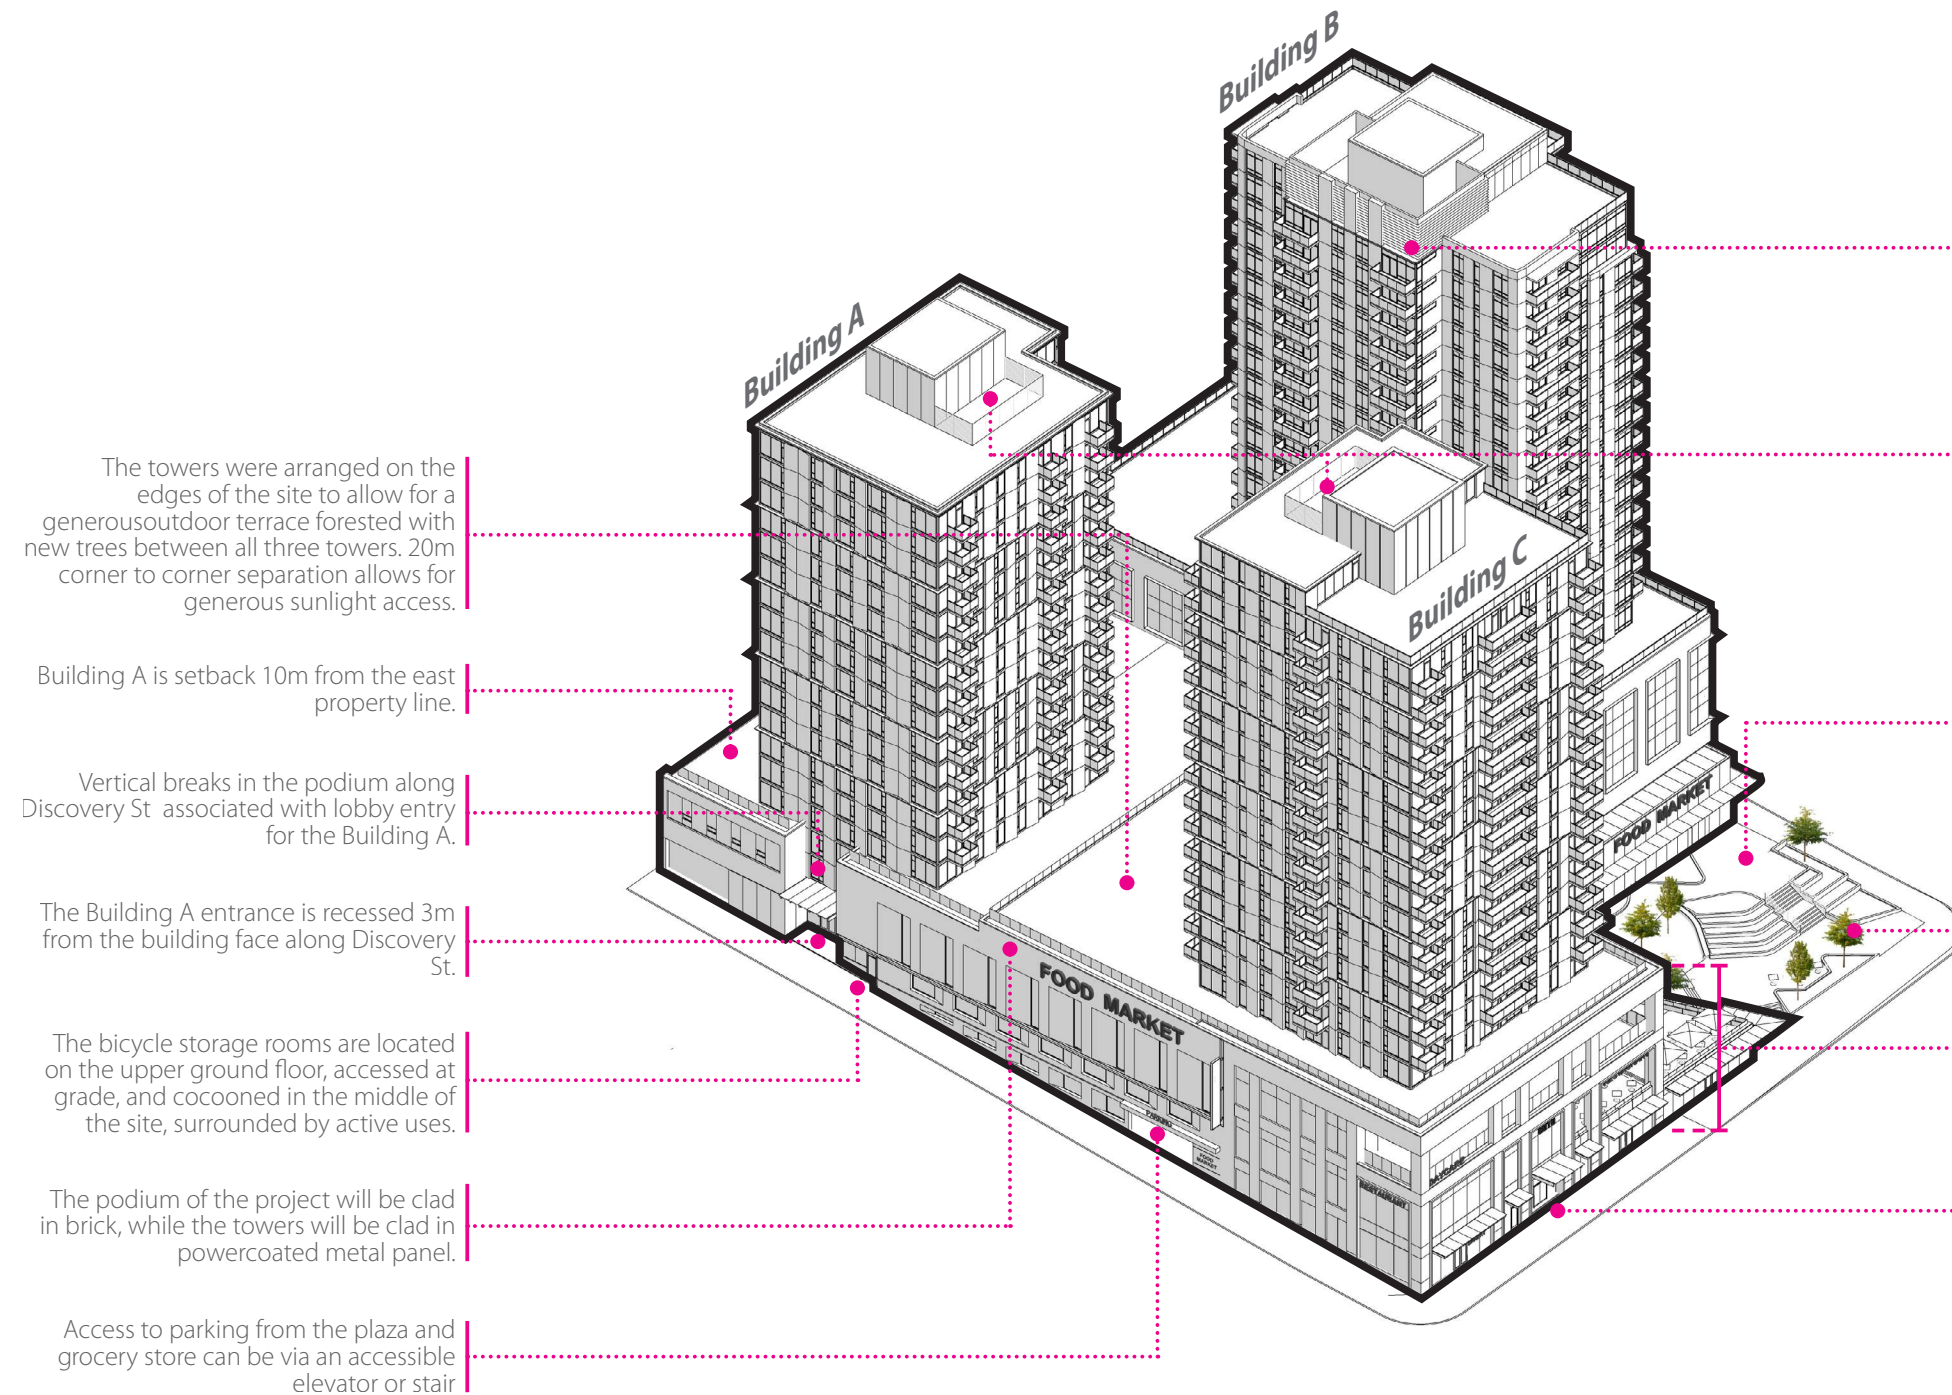 Building B
Building A
Building C
The towers were arranged on the
edges of the site to allow for a
generousoutdoor terrace forested with
new trees between all three towers. 20m
corner to corner separation allows for
generous sunlight access.
Building A is setback 10m from the east
property line.
Vertical breaks in the podium along
Discovery St associated with lobby entry
for the Building A.
The Building A entrance is recessed 3m
from the building face along Discovery
St.
The bicycle storage rooms are located
on the upper ground floor, accessed at
grade, and cocooned in the middle of
the site, surrounded by active uses.
The podium of the project will be clad
in brick, while the towers will be clad in
powercoated metal panel.
Access to parking from the plaza and
grocery store can be via an accessible
elevator or stair
FOOD MARKET
FOOD MARKET
PARKING
FOOD
MARKET
RESTAURANT
DAYCARE